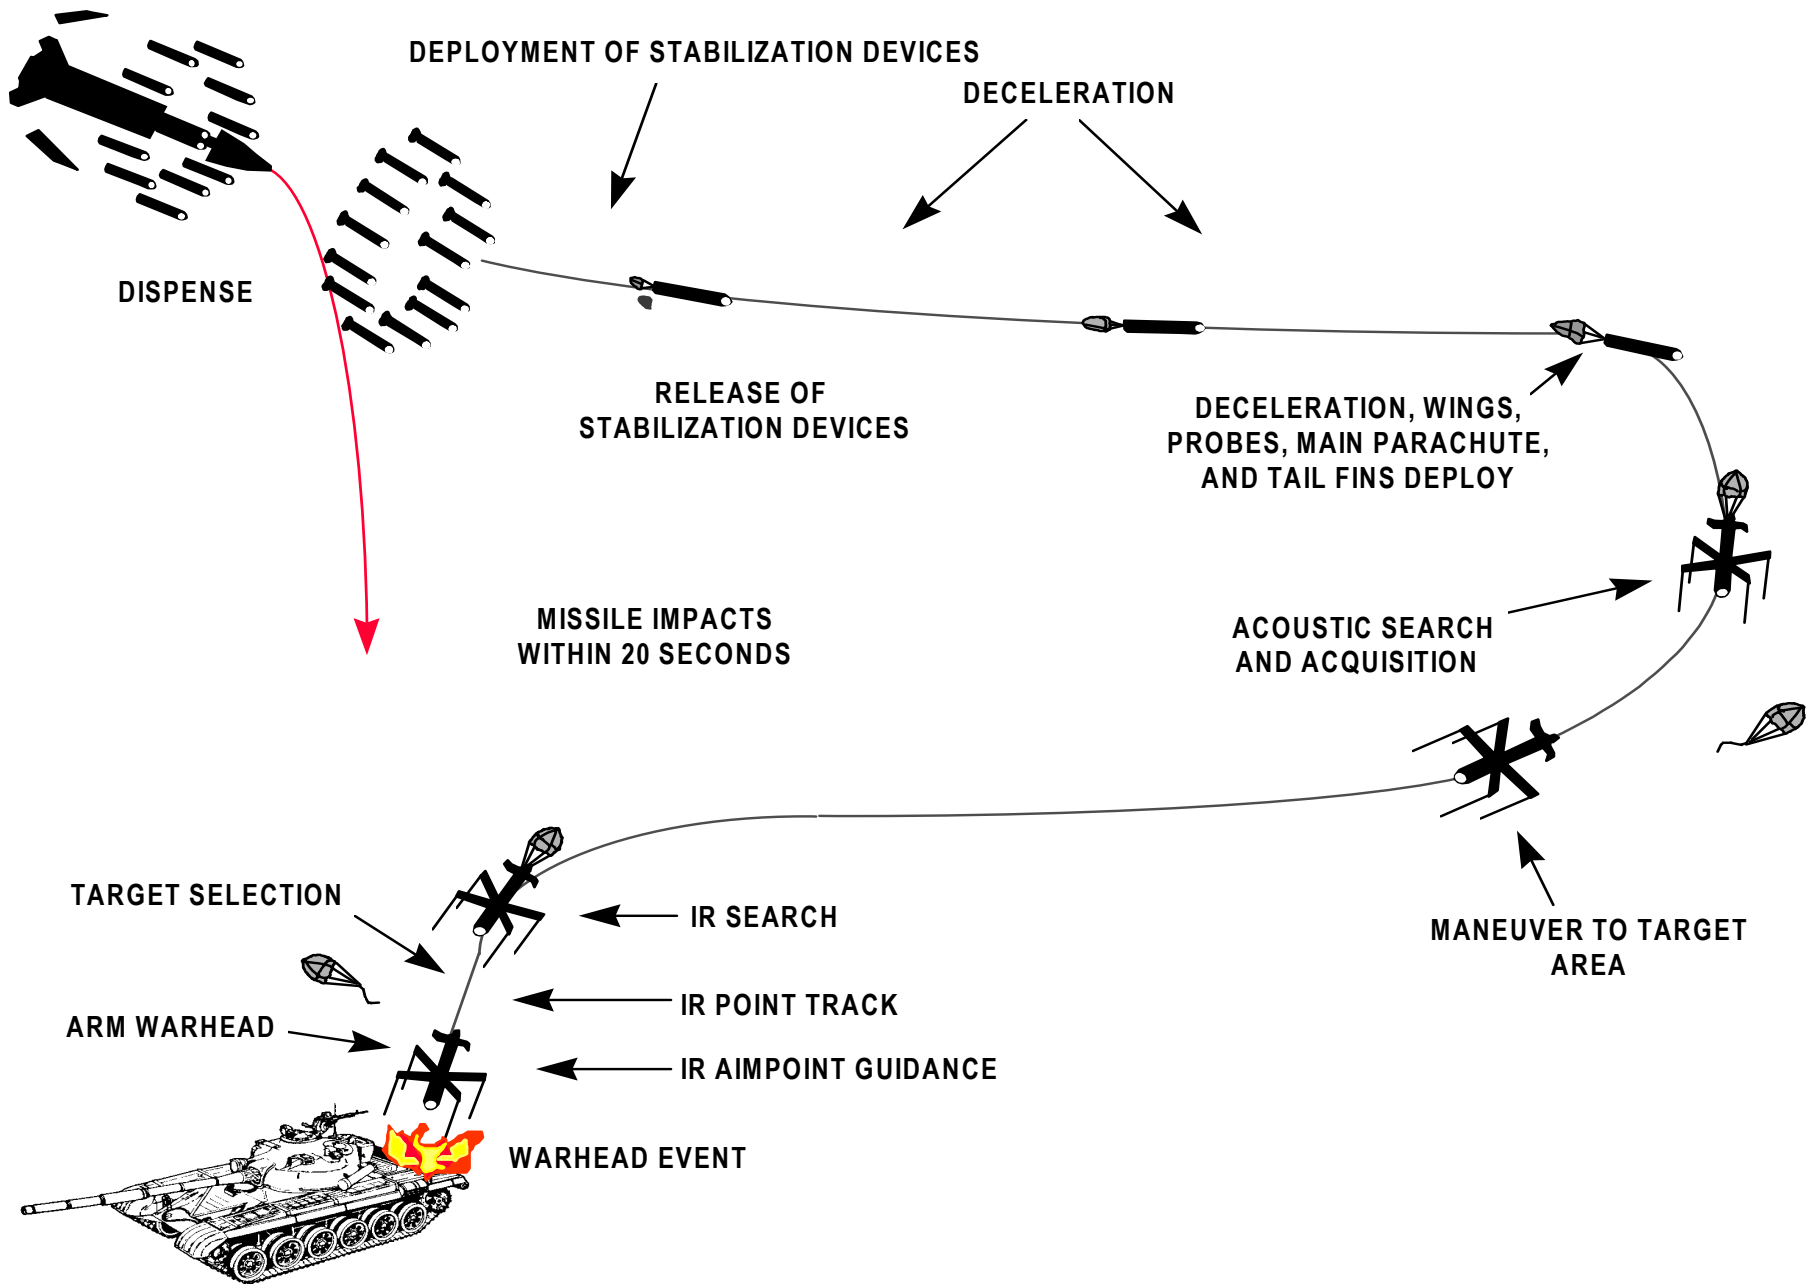 DEPLOYMENT OF STABILIZATION DEVICES
DECELERATION
DISPENSE
RELEASE OF
STABILIZATION DEVICES
DECELERATION, WINGS,
PROBES, MAIN PARACHUTE,
AND TAIL FINS DEPLOY
MISSILE IMPACTS
WITHIN 20 SECONDS
ACOUSTIC SEARCH
AND ACQUISITION
TARGET SELECTION
IR SEARCH
MANEUVER TO TARGET
AREA
IR POINT TRACK
ARM WARHEAD
IR AIMPOINT GUIDANCE
WARHEAD EVENT